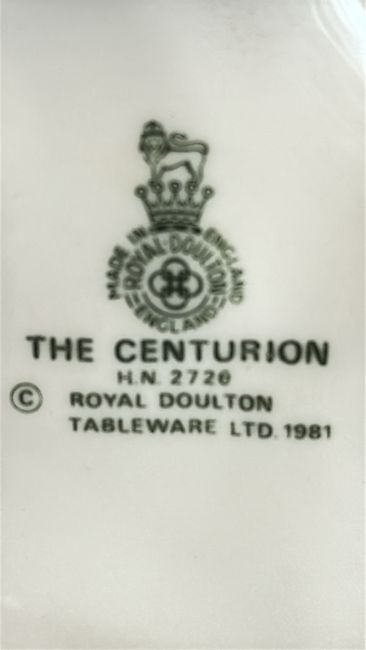 MADE IN ENGLAND
ROYAL·DOULTON
ENGLAND
THE CENTURION
H.N. 2726
© ROYAL DOULTON
TABLEWARE LTD. 1981